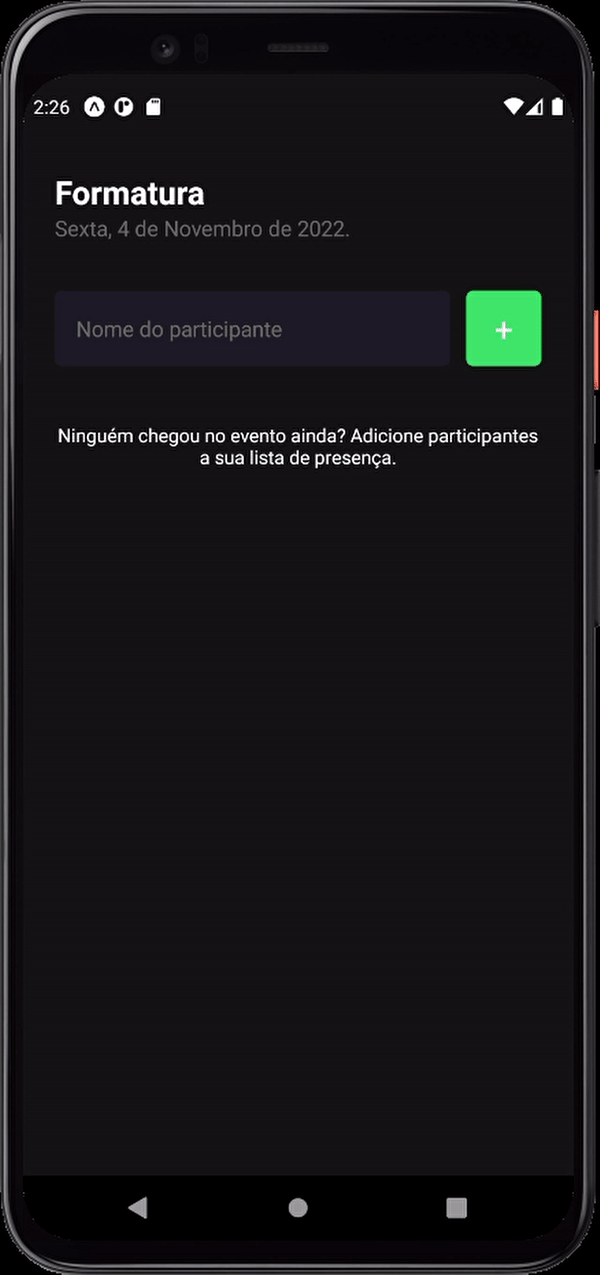 2:26
Formatura
Sexta, 4 de Novembro de 2022.
Nome do participante
+
Ninguém chegou no evento ainda? Adicione participantes
a sua lista de presença.